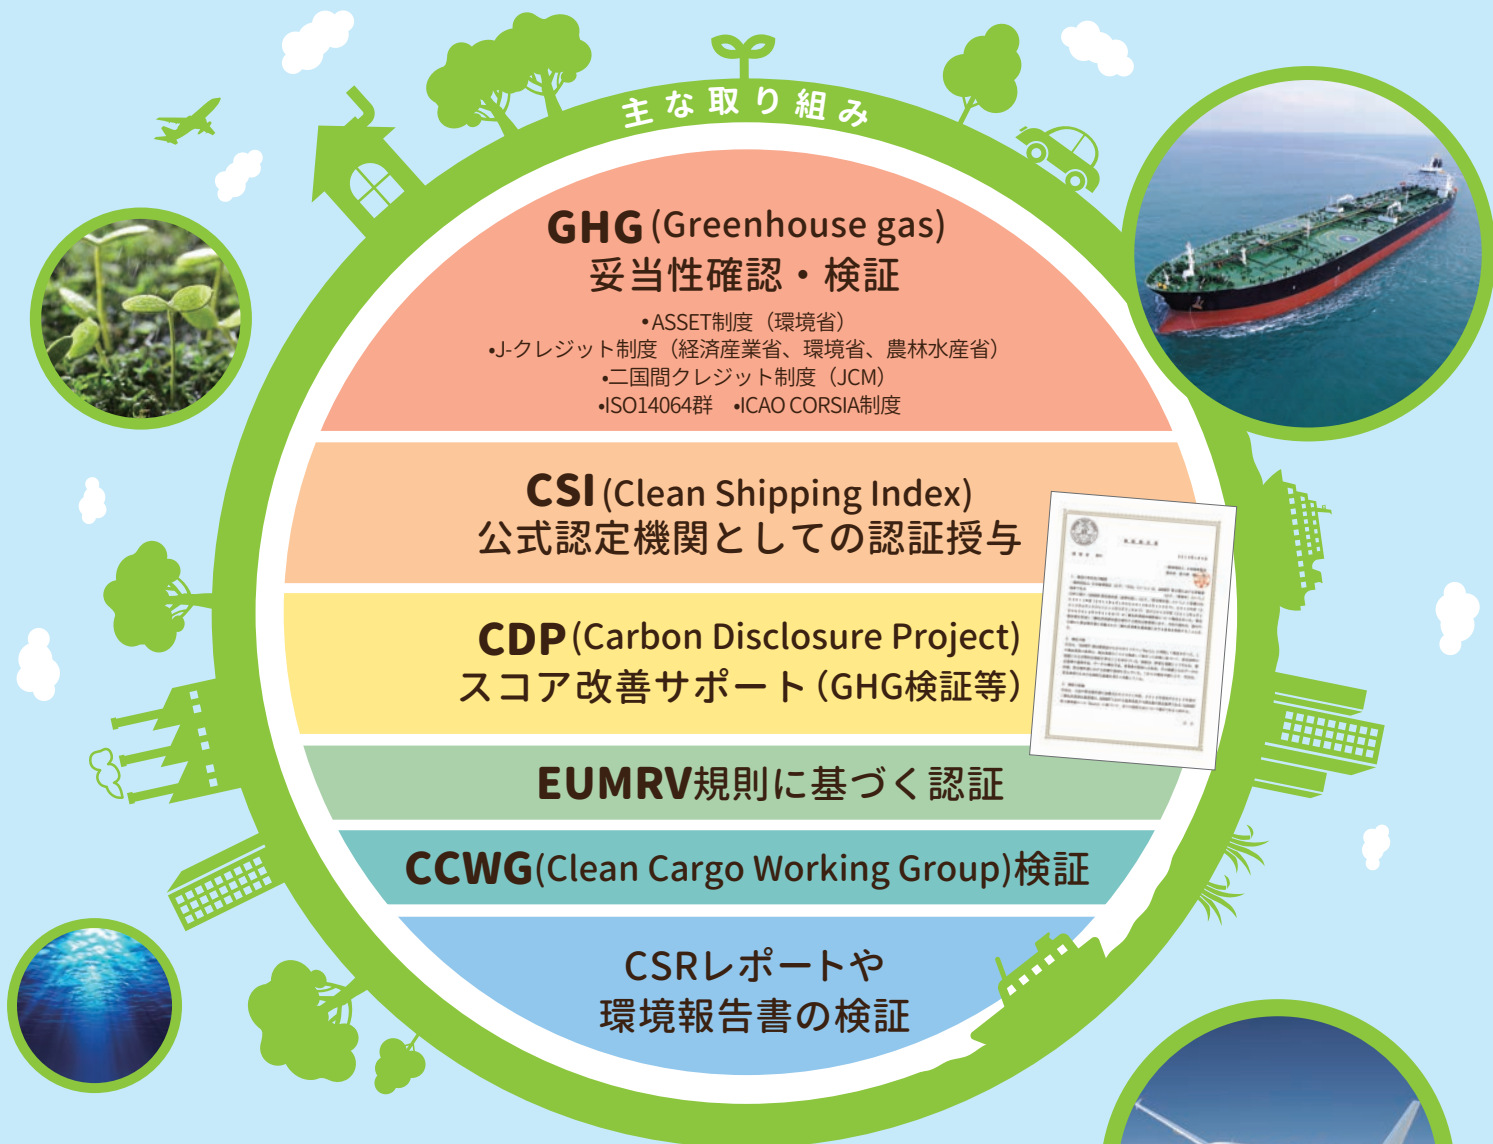 主な取り組み
GHG (Greenhouse gas)
妥当性確認・検証
•ASSET制度（環境省）
•J-クレジット制度（経済産業省、環境省、農林水産省）
•二国間クレジット制度（JCM）
•ISO14064群　•ICAO CORSIA制度
CSI (Clean Shipping Index)
公式認定機関としての認証授与
CDP (Carbon Disclosure Project)
スコア改善サポート（GHG検証等）
EUMRV規則に基づく認証
CCWG(Clean Cargo Working Group)検証
CSRレポートや
環境報告書の検証